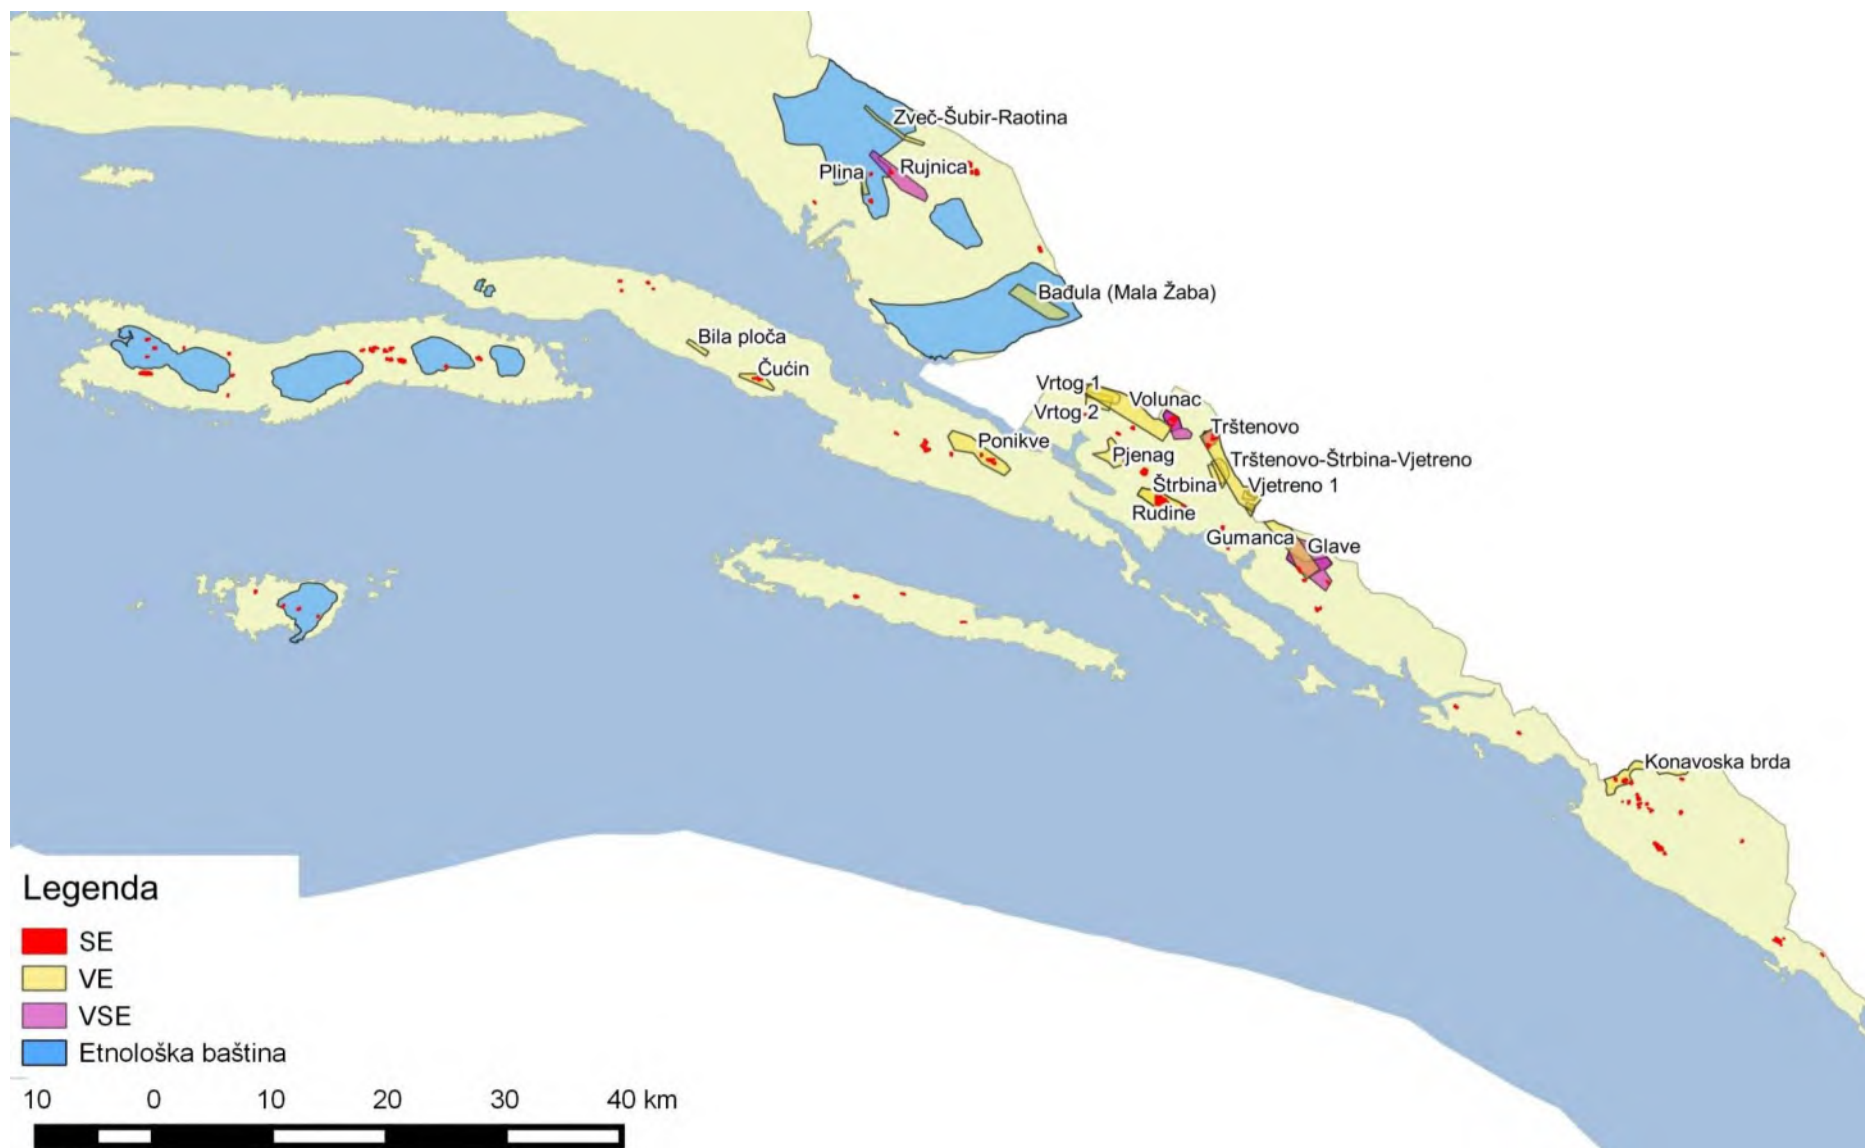 Zveč-Šubir-Raotina
Plina
Rujnica
Bađula (Mala Žaba)
Bila ploča
Čućin
Vrtog 1
Volunac
Vrtog 2
Trštenovo
Ponikve
Pjenag
Trštenovo-Štrbina-Vjetreno
Štrbina
Vjetreno 1
Rudine
Gumanca
Glave
Konavoska brda
Legenda
SE
VE
VSE
Etnološka baština
10 0 10 20 30 40 km